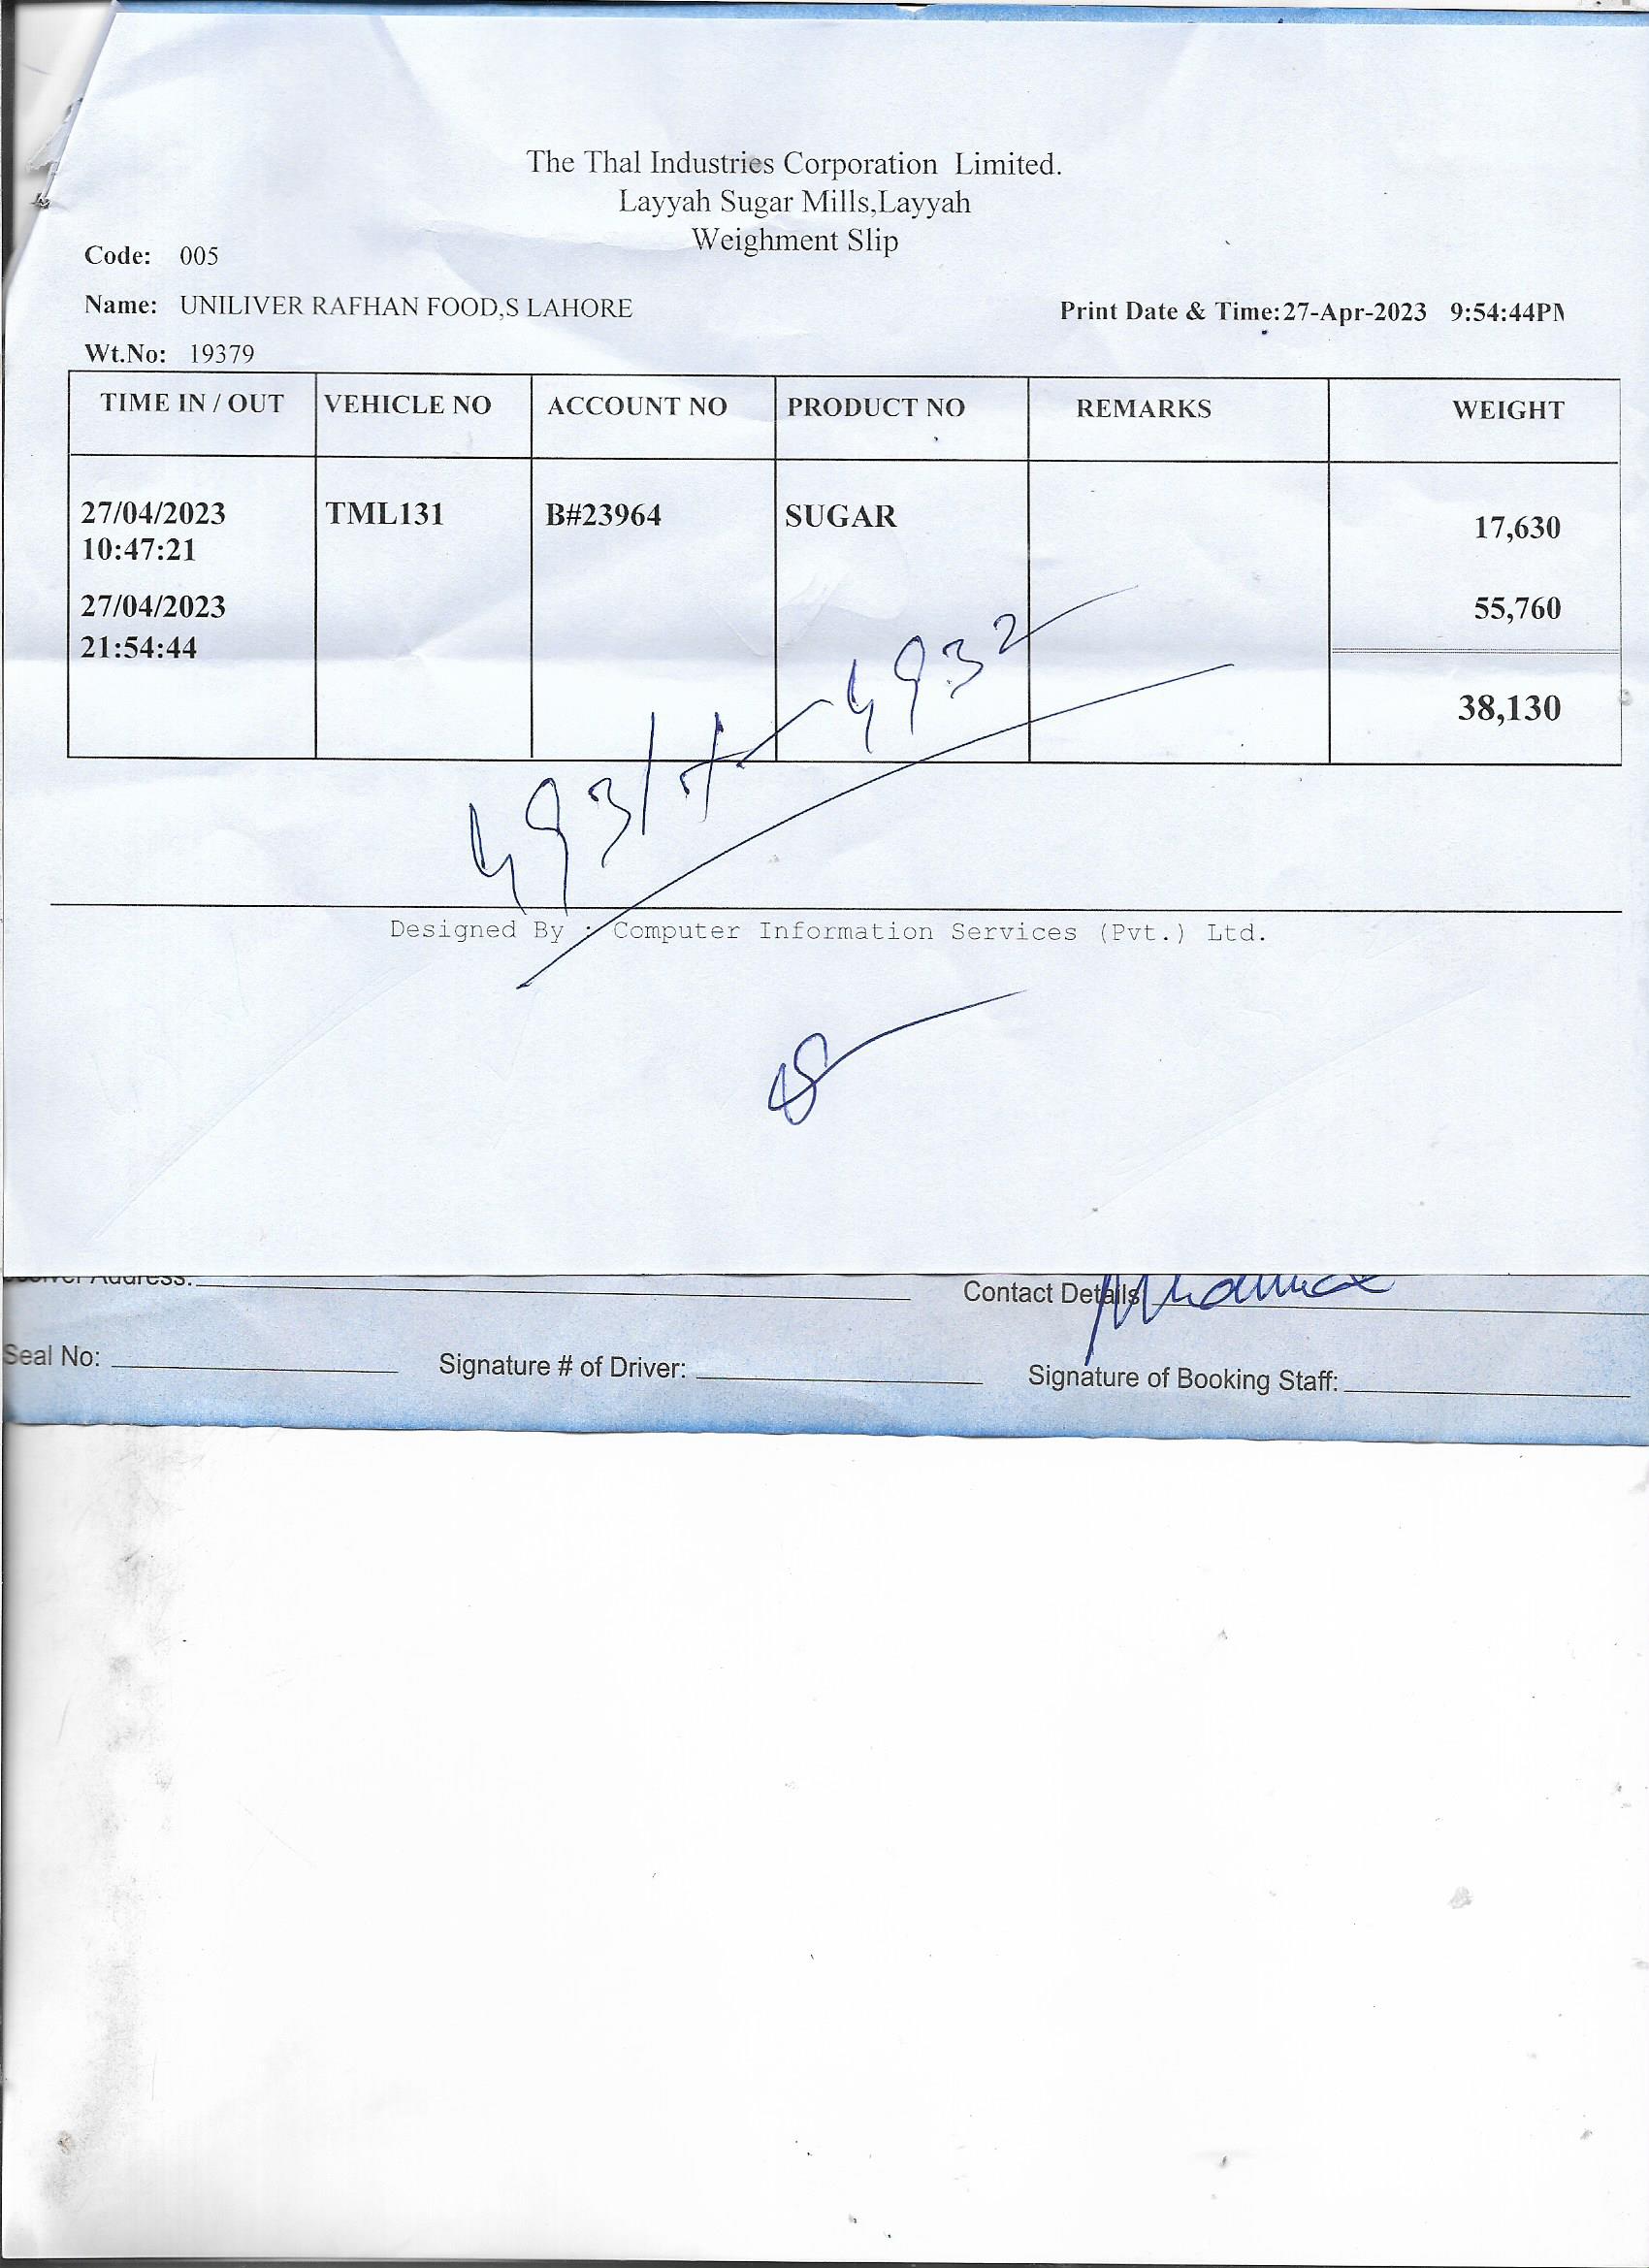 The Thal Industries Corporation Limited.
Layyah Sugar Mills,Layyah
Weighment Slip
Code: 005
Name: UNILIVER RAFHAN FOOD,S LAHORE
Print Date & Time:27-Apr-2023 9:54:44PM
Wt.No: 19379
TIME IN / OUT VEHICLE NO ACCOUNT NO PRODUCT NO REMARKS WEIGHT
27/04/2023 TML131 B#23964 SUGAR 17,630
10:47:21
27/04/2023 55,760
21:54:44
38,130
4931 4932
Designed By : Computer Information Services (Pvt.) Ltd.
Address:
Contact Details
Seal No:
Signature # of Driver:
Signature of Booking Staff: